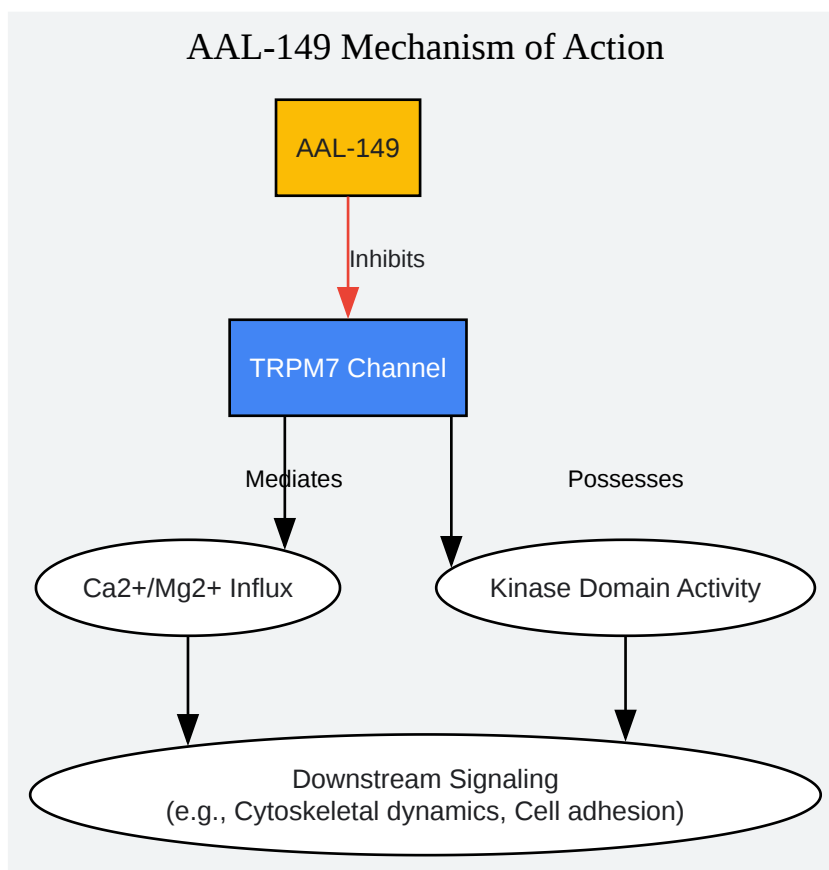 AAL-149 Mechanism of Action
AAL-149
Inhibits
TRPM7 Channel
Mediates
Possesses
Ca2+/Mg2+ Influx
Kinase Domain Activity
Downstream Signaling
(e.g., Cytoskeletal dynamics, Cell adhesion)